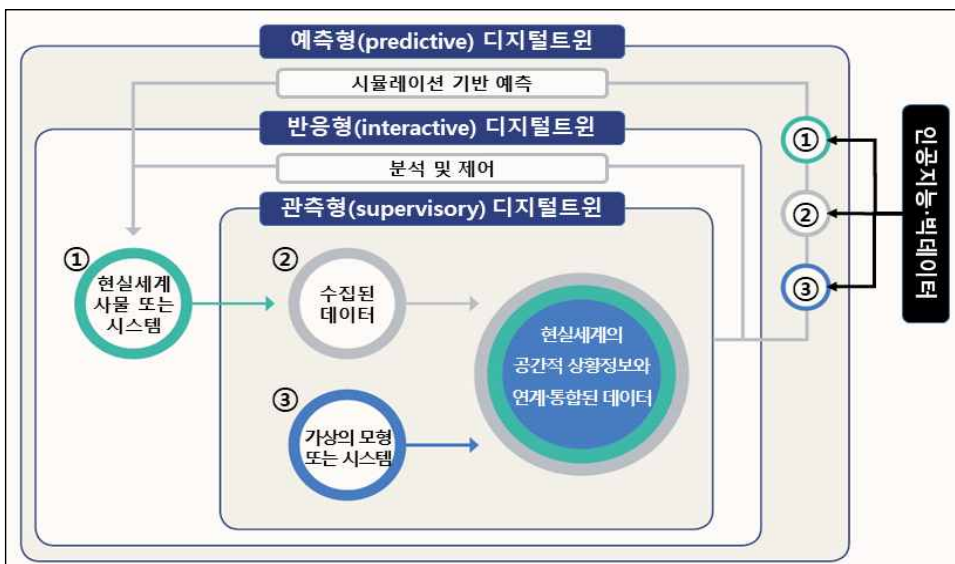 예측형(predictive) 디지털트윈
시뮬레이션 기반 예측
반응형(interactive) 디지털트윈
분석 및 제어
관측형(supervisory) 디지털트윈
①
현실세계
사물 또는
시스템
②
수집된
데이터
③
가상의 모형
또는 시스템
현실세계의
공간적 상황정보와
연계·통합된 데이터
①
②
③
인공지능·빅데이터